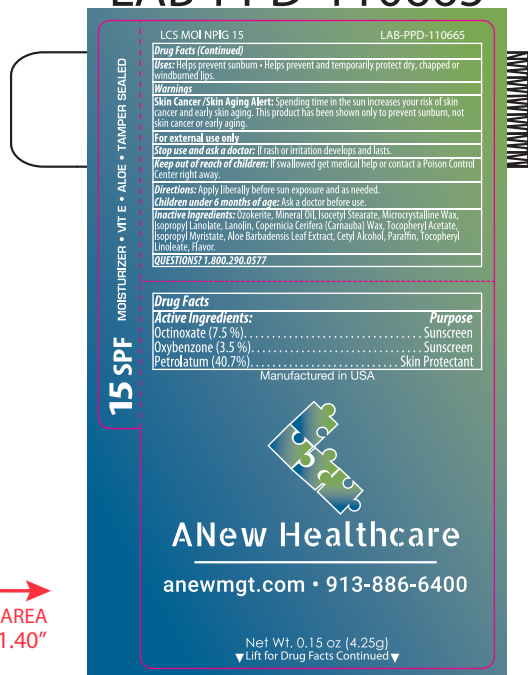 LAB-PPD-110665
LCS MOI NPIG 15 LAB-PPD-110665
Drug Facts (Continued)
Uses: Helps prevent sunburn • Helps prevent and temporarily protect dry, chapped or
windburned lips.
Warnings
Skin Cancer /Skin Aging Alert: Spending time in the sun increases your risk of skin
cancer and early skin aging. This product has been shown only to prevent sunburn, not
skin cancer or early aging.
For external use only
Stop use and ask a doctor: If rash or irritation develops and lasts.
Keep out of reach of children: If swallowed get medical help or contact a Poison Control
Center right away.
Directions: Apply liberally before sun exposure and as needed.
Children under 6 months of age: Ask a doctor before use.
Inactive Ingredients: Ozokerite, Mineral Oil, Isocetyl Stearate, Microcrystalline Wax,
Isopropyl Lanolate, Lanolin, Copernicia Cerifera (Carnauba) Wax, Tocopheryl Acetate,
Isopropyl Myristate, Aloe Barbadensis Leaf Extract, Cetyl Alcohol, Paraffin, Tocopheryl
Linoleate, Flavor.
QUESTIONS? 1.800.290.0577
15 SPF MOISTURIZER • VIT E • ALOE • TAMPER SEALED
Drug Facts
Active Ingredients: Purpose
Octinoxate (7.5 %)..............................Sunscreen
Oxybenzone (3.5 %)............................Sunscreen
Petrolatum (40.7%)........................Skin Protectant
Manufactured in USA
ANew Healthcare
anewmgt.com • 913-886-6400
AREA
1.40”
Net Wt. 0.15 oz (4.25g)
▼Lift for Drug Facts Continued▼